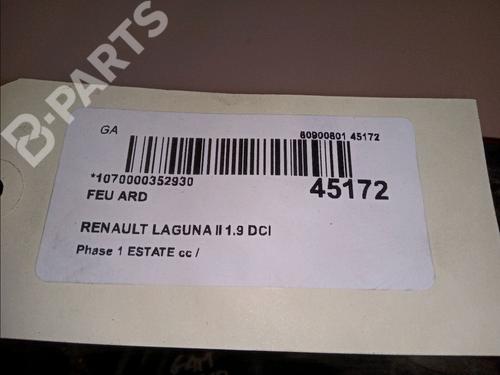 B-PARTS
GA
80900801 45172
*1070000352930
45172
FEU ARD
RENAULT LAGUNA II 1.9 DCI
Phase 1 ESTATE cc /